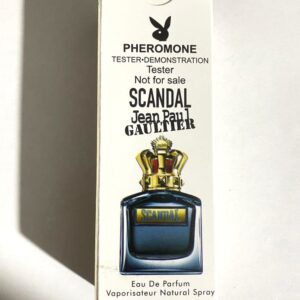 PHEROMONE
TESTER•DEMONSTRATION
Tester
Not for sale
SCANDAL
Jean Paul
GAULTIER
SCANDAL
Eau De Parfum
Vaporisateur Natural Spray